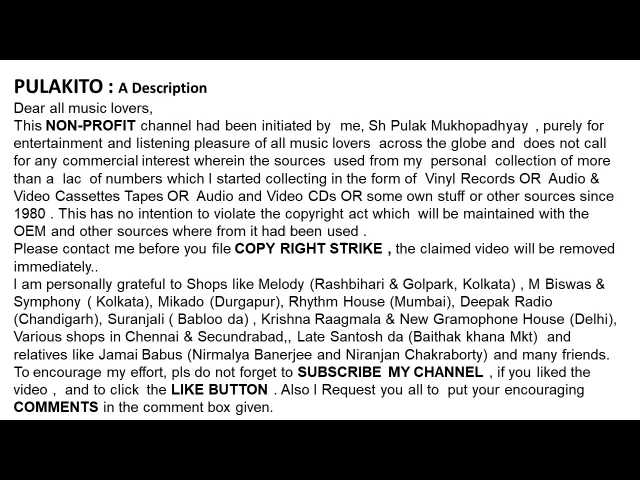 PULAKITO : A Description
Dear all music lovers,
This NON-PROFIT channel had been initiated by me, Sh Pulak Mukhopadhyay , purely for
entertainment and listening pleasure of all music lovers across the globe and does not call
for any commercial interest wherein the sources used from my personal collection of more
than a lac of numbers which I started collecting in the form of Vinyl Records OR Audio &
Video Cassettes Tapes OR Audio and Video CDs OR some own stuff or other sources since
1980 . This has no intention to violate the copyright act which will be maintained with the
OEM and other sources where from it had been used .
Please contact me before you file COPY RIGHT STRIKE , the claimed video will be removed
immediately..
I am personally grateful to Shops like Melody (Rashbihari & Golpark, Kolkata) , M Biswas &
Symphony ( Kolkata), Mikado (Durgapur), Rhythm House (Mumbai), Deepak Radio
(Chandigarh), Suranjali ( Babloo da) , Krishna Raagmala & New Gramophone House (Delhi),
Various shops in Chennai & Secundrabad,, Late Santosh da (Baithak khana Mkt) and
relatives like Jamai Babus (Nirmalya Banerjee and Niranjan Chakraborty) and many friends.
To encourage my effort, pls do not forget to SUBSCRIBE MY CHANNEL , if you liked the
video , and to click the LIKE BUTTON . Also I Request you all to put your encouraging
COMMENTS in the comment box given.